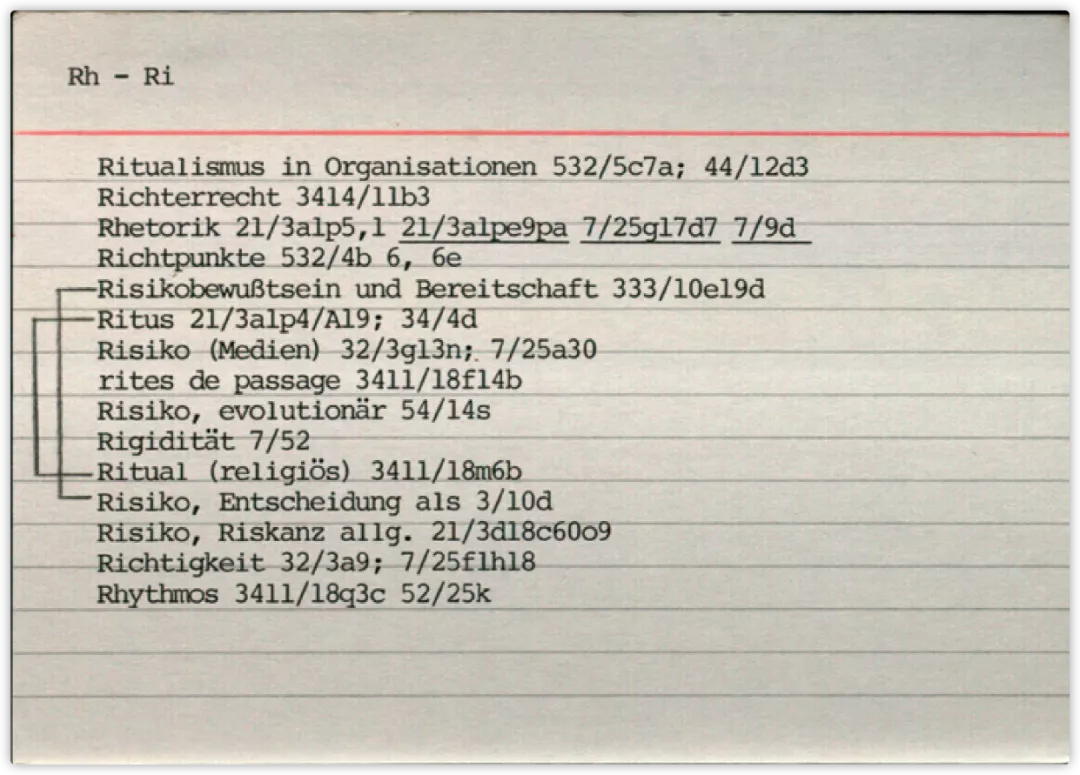 Rh - Ri
Ritualismus in Organisationen 532/5c7a; 44/12d3
Richterrecht 3414/11b3
Rhetorik 21/3a1p5,1 21/3a1pe9pa 7/25g17d7 7/9d
Richtpunkte 532/4b 6, 6e
Risikobewußtsein und Bereitschaft 333/10e19d
Ritus 21/3a1p4/A19; 34/4d
Risiko (Medien) 32/3g13n; 7/25a30
rites de passage 3411/18f14b
Risiko, evolutionär 54/14s
Rigidität 7/52
Ritual (religiös) 3411/18m6b
Risiko, Entscheidung als 3/10d
Risiko, Riskanz allg. 21/3d18c60o9
Richtigkeit 32/3a9; 7/25f1h18
Rhythmos 3411/18q3c 52/25k